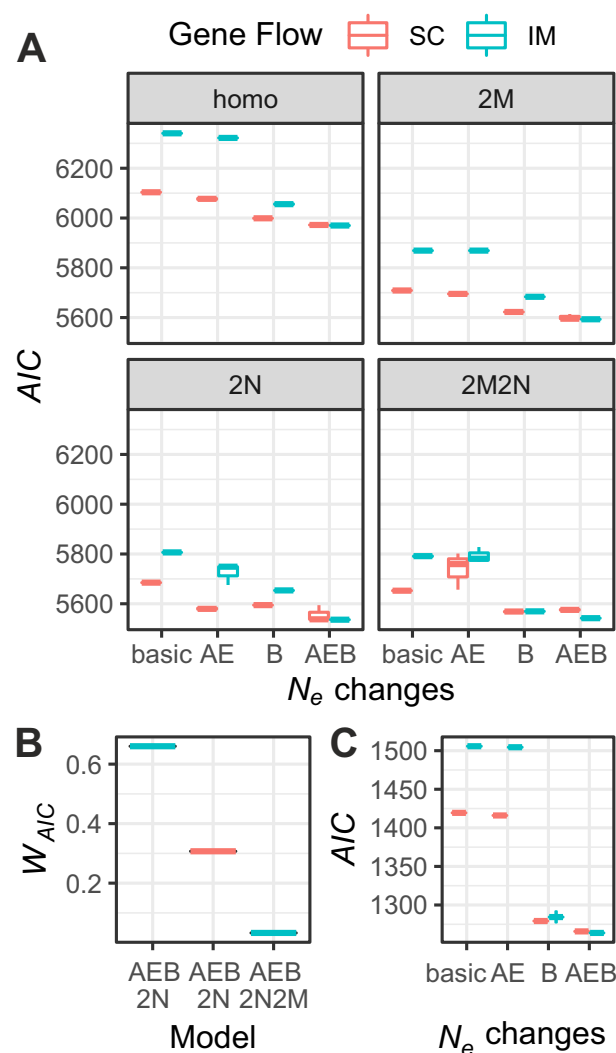 Gene Flow SC IM
A
homo 2M
6200
6000
5800
5600
AIC
2N 2M2N
6200
6000
5800
5600
basic AE B AEB basic AE B AEB
Ne changes
B
0.6
0.4
0.2
WAIC
AEB AEB AEB
2N 2N 2N2M
Model
C
1500
1450
1400
1350
1300
AIC
basic AE B AEB
Ne changes